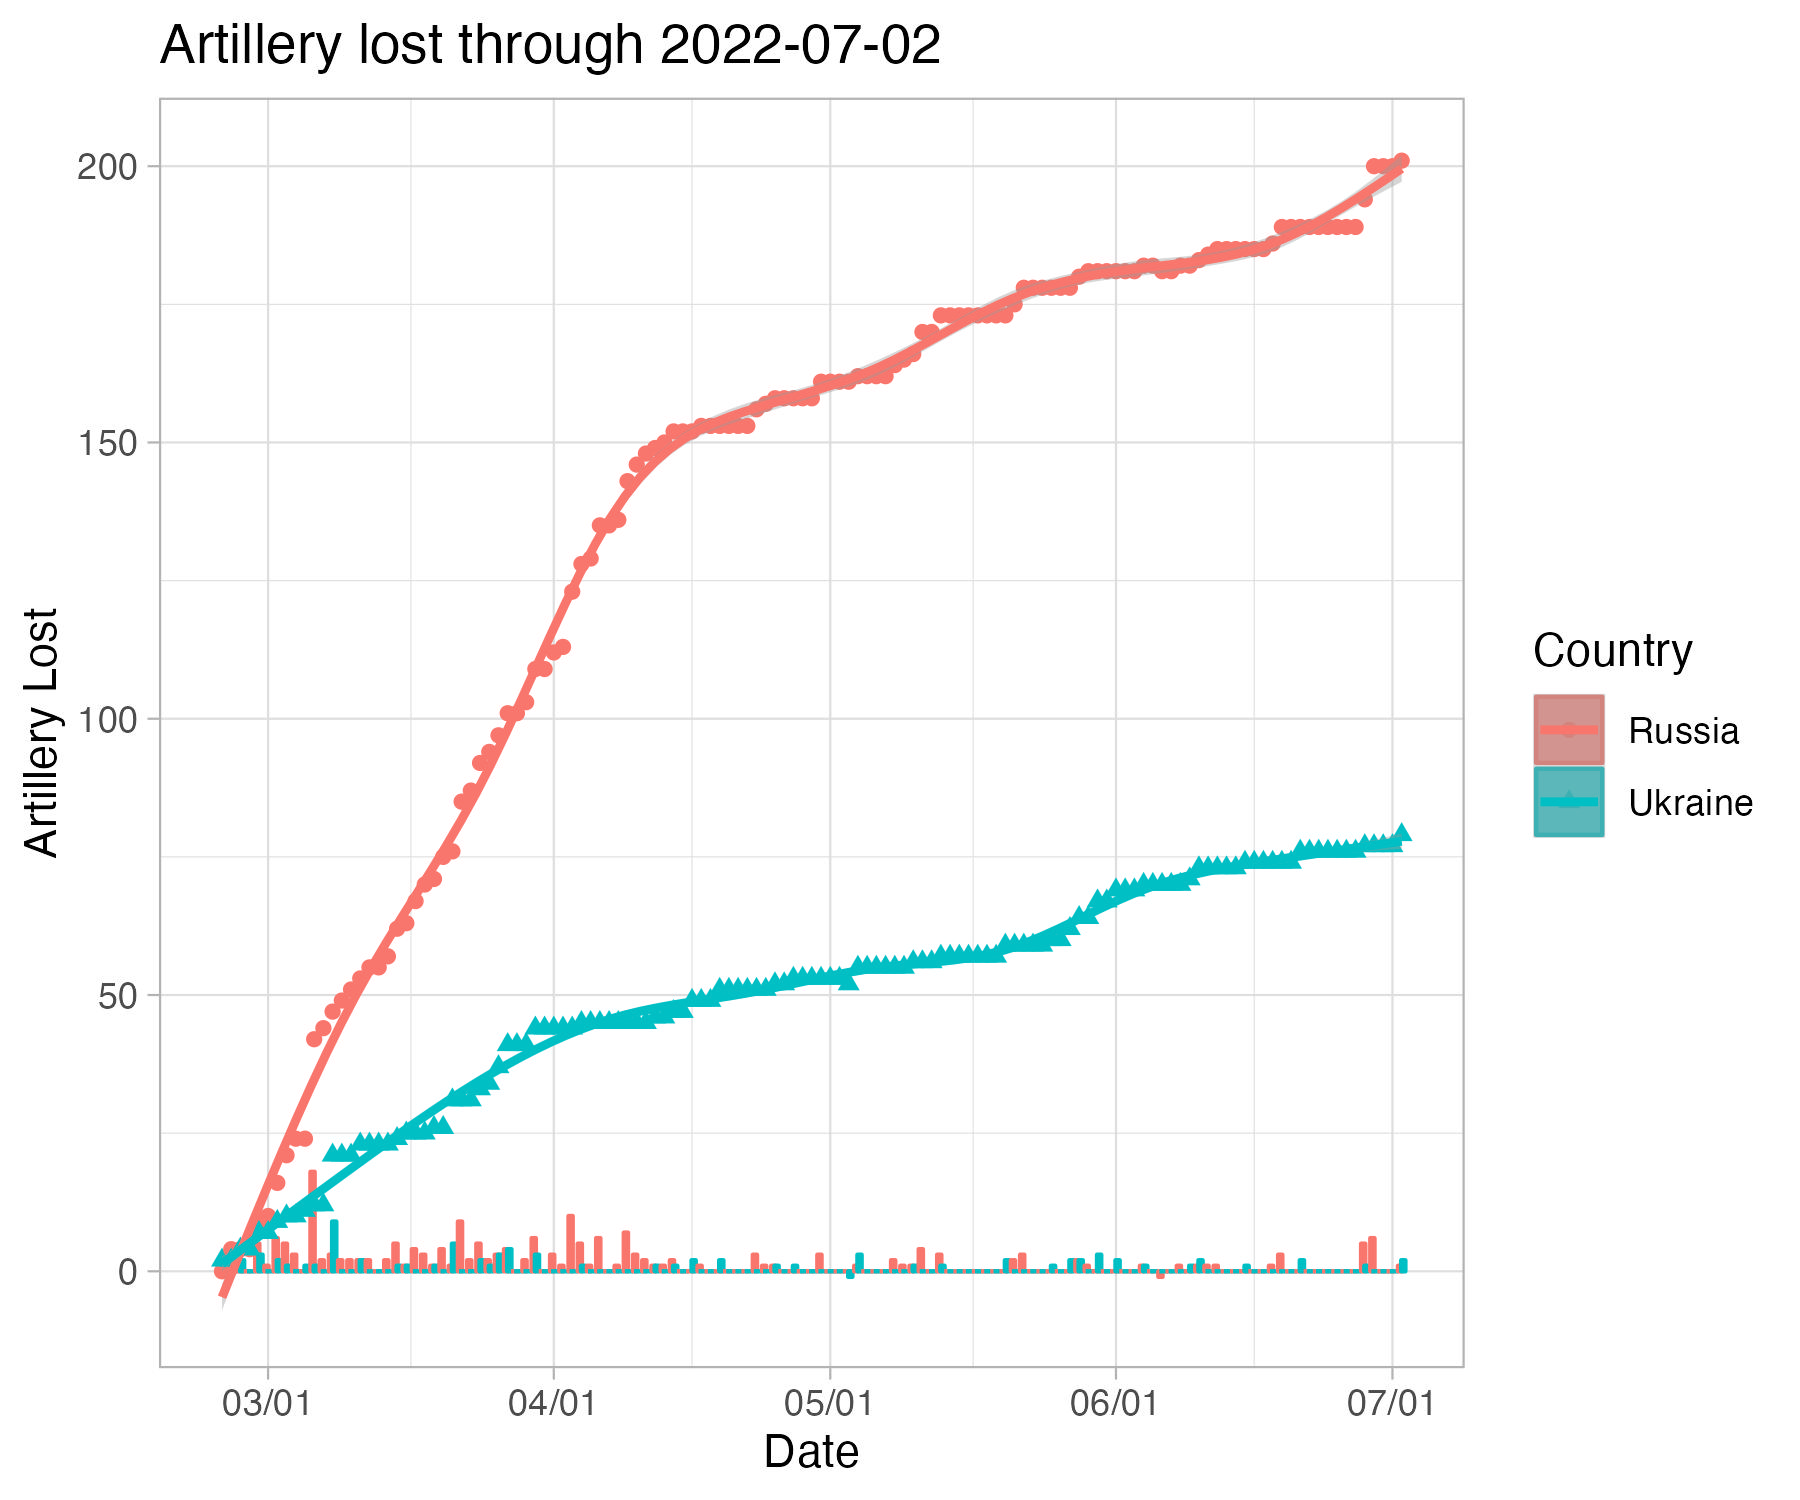 Artillery lost through 2022-07-02
Artillery Lost
200
150
100
50
0
03/01 04/01 05/01 06/01 07/01
Date
Country
Russia
Ukraine